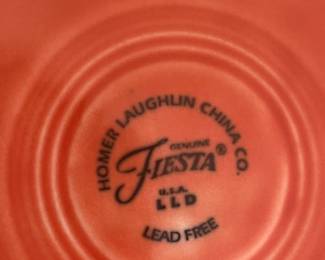 HOMER LAUGHLIN CHINA CO.
GENUINE
FIESTA®
U.S.A.
LLD
LEAD FREE